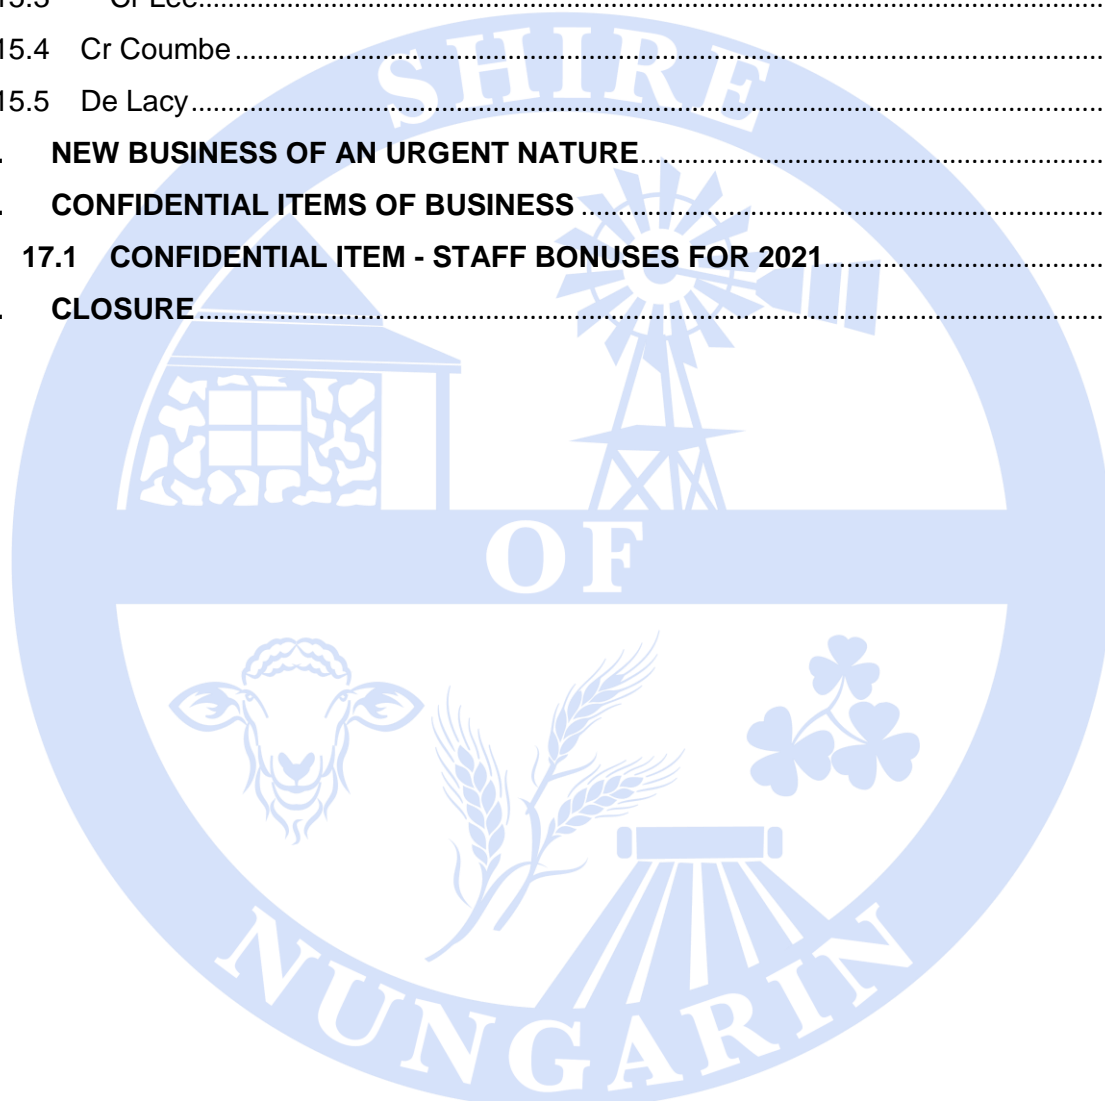 15.4 Cr Coumbe
15.5 De Lacy
. NEW BUSINESS OF AN URGENT NATURE
. CONFIDENTIAL ITEMS OF BUSINESS
17.1 CONFIDENTIAL ITEM - STAFF BONUSES FOR 2021
. CLOSURE
SHIRE
OF
NUNGARIN